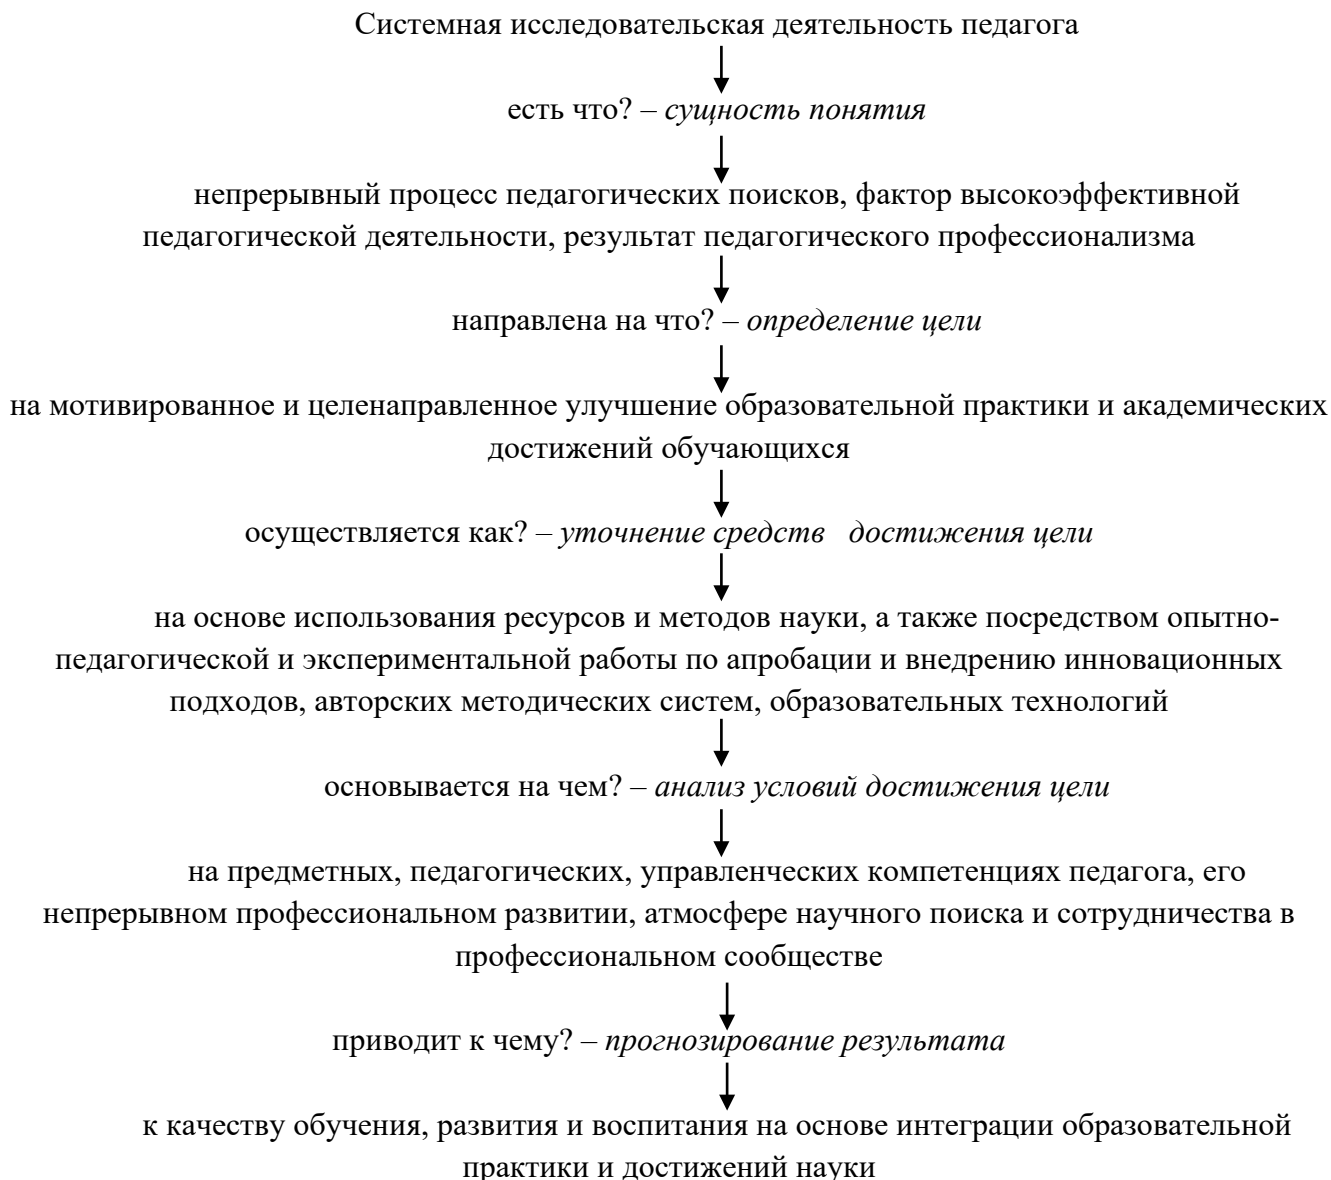 Системная исследовательская деятельность педагога
есть что? – сущность понятия
непрерывный процесс педагогических поисков, фактор высокоэффективной
педагогической деятельности, результат педагогического профессионализма
направлена на что? – определение цели
на мотивированное и целенаправленное улучшение образовательной практики и академических
достижений обучающихся
осуществляется как? – уточнение средств достижения цели
на основе использования ресурсов и методов науки, а также посредством опытно-
педагогической и экспериментальной работы по апробации и внедрению инновационных
подходов, авторских методических систем, образовательных технологий
основывается на чем? – анализ условий достижения цели
на предметных, педагогических, управленческих компетенциях педагога, его
непрерывном профессиональном развитии, атмосфере научного поиска и сотрудничества в
профессиональном сообществе
приводит к чему? – прогнозирование результата
к качеству обучения, развития и воспитания на основе интеграции образовательной
практики и достижений науки